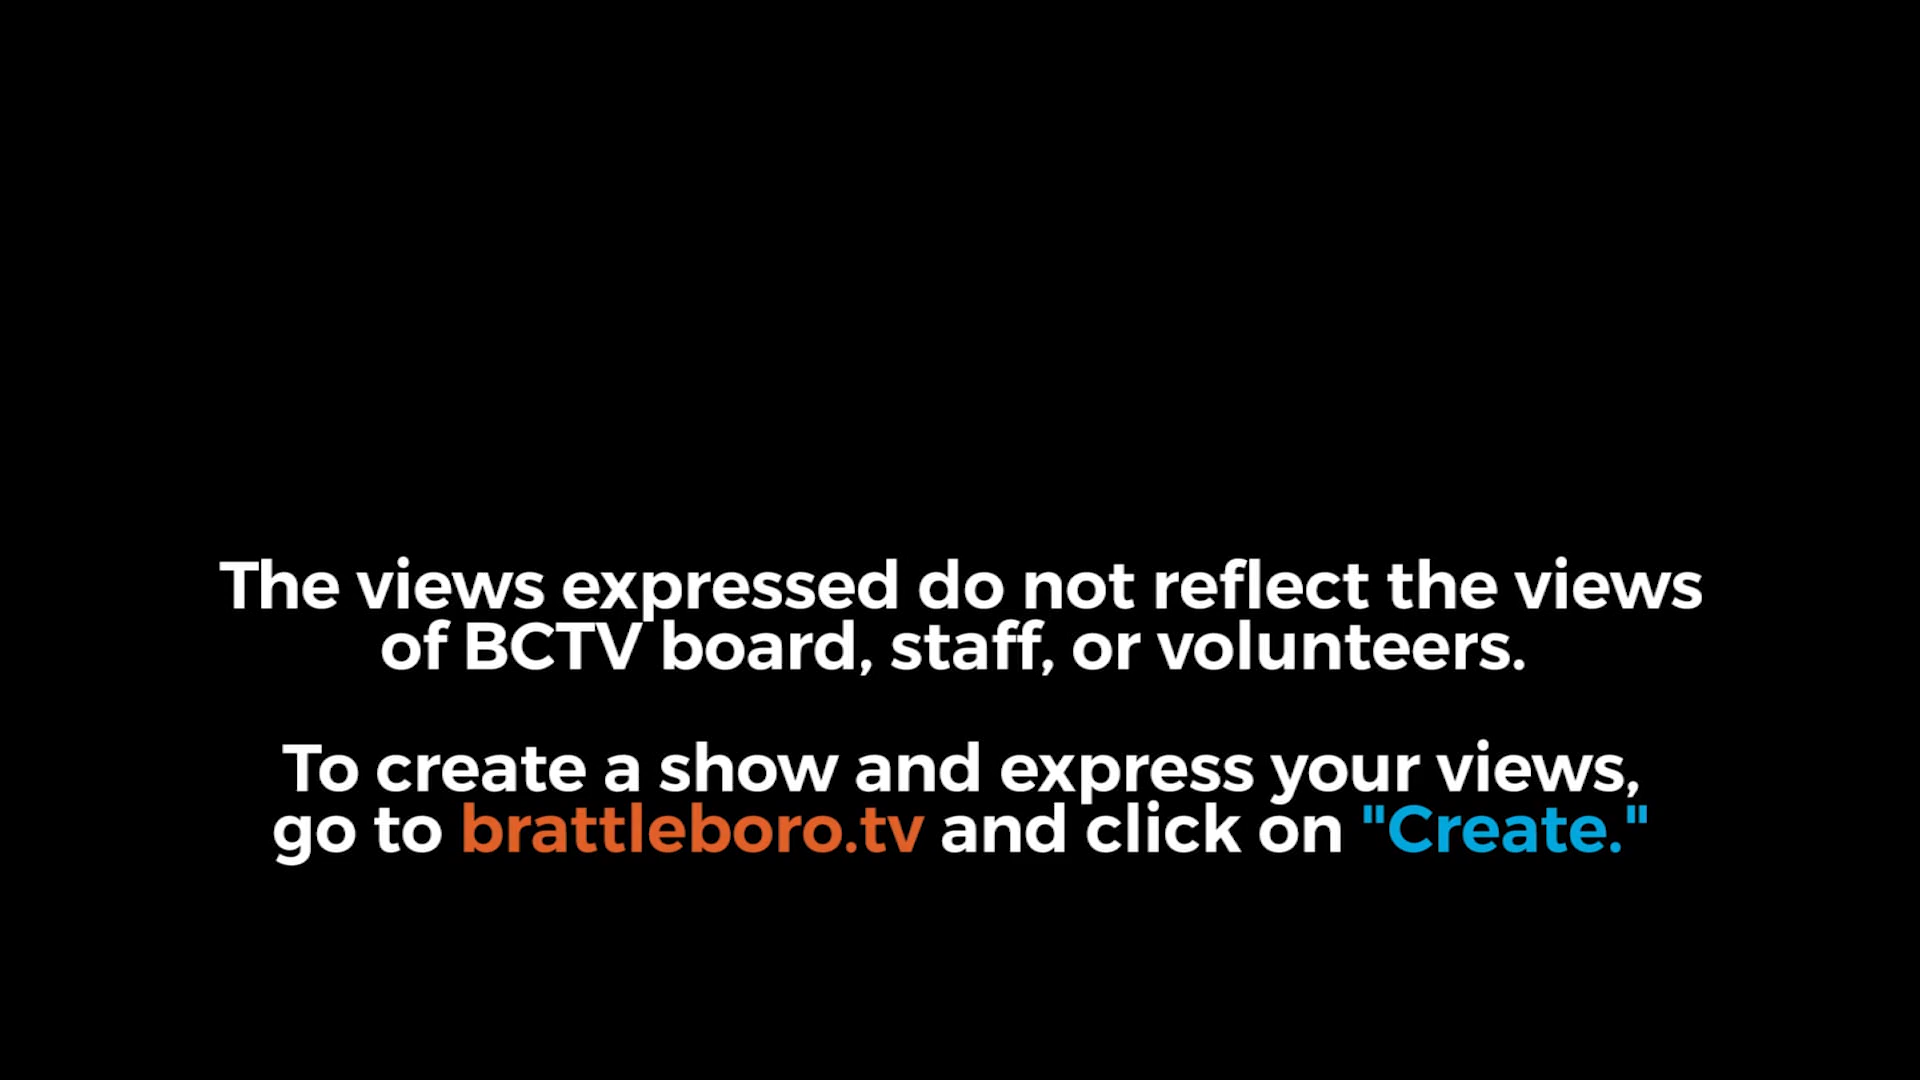 The views expressed do not reflect the views
of BCTV board, staff, or volunteers.
To create a show and express your views,
go to brattleboro.tv and click on "Create."